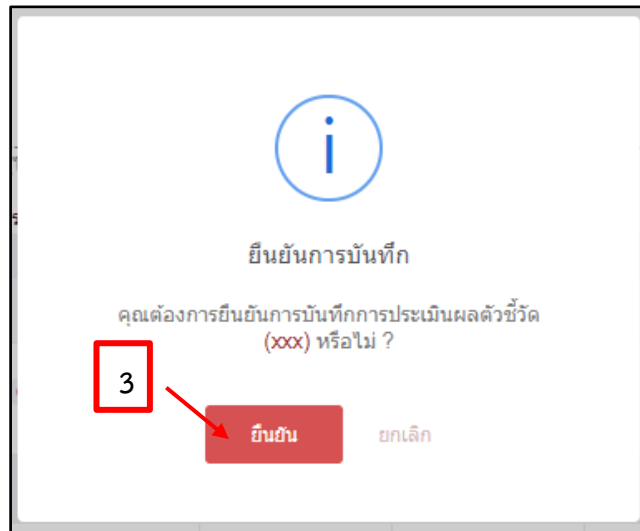 ยืนยันการบันทึก
คุณต้องการยืนยันการบันทึกการประเมินผลตัวชี้วัด
(xxx) หรือไม่ ?
3
ยืนยัน ยกเลิก